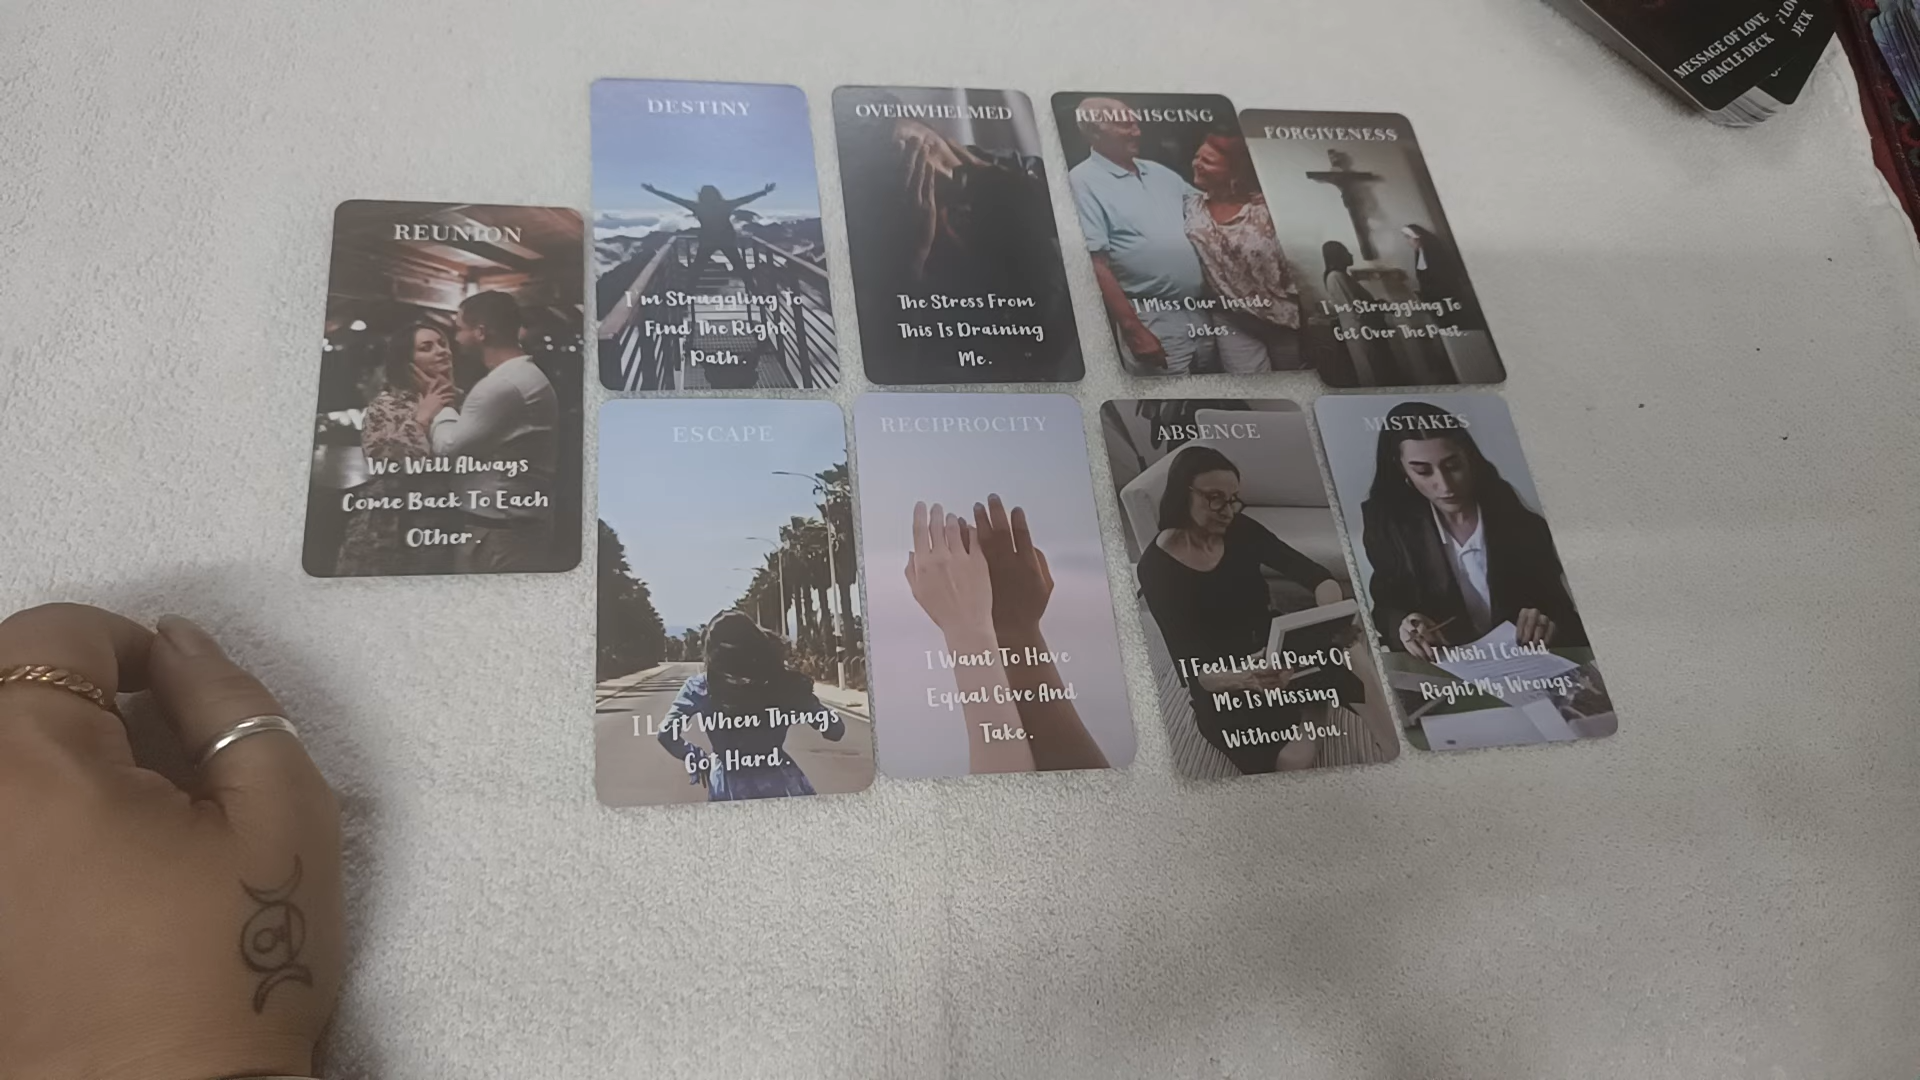 REUNION
We Will Always
Come Back To Each
Other.
DESTINY
I'm Struggling To
Find The Right
Path.
OVERWHELMED
The Stress From
This Is Draining
Me.
REMINISCING
I Miss Our Inside
Jokes.
FORGIVENESS
I'm Struggling To
Get Over The Past.
ESCAPE
I Left When Things
Got Hard.
RECIPROCITY
I Want To Have
Equal Give And
Take.
ABSENCE
I Feel Like A Part Of
Me Is Missing
Without You.
MISTAKES
I Wish I Could
Right My Wrongs.
MESSAGE OF LOVE
ORACLE DECK